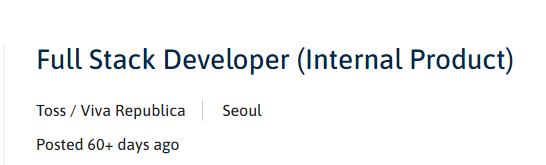 Full Stack Developer (Internal Product)
Toss / Viva Republica Seoul
Posted 60+ days ago